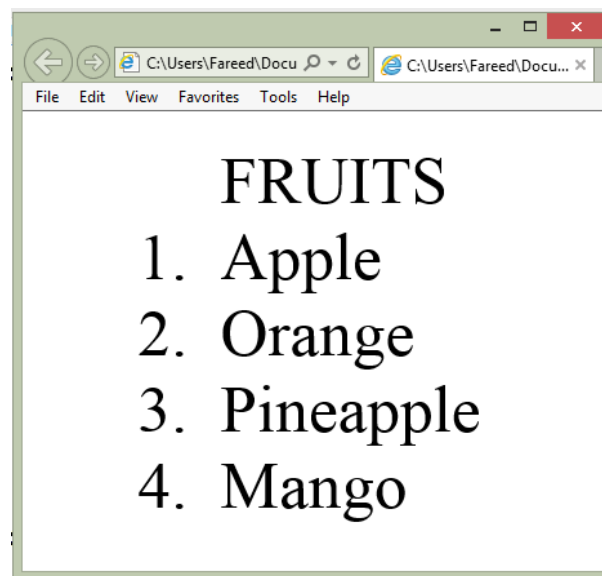 C:\Users\Fareed\Docu
C:\Users\Fareed\Docu...
File Edit View Favorites Tools Help
FRUITS
1. Apple
2. Orange
3. Pineapple
4. Mango